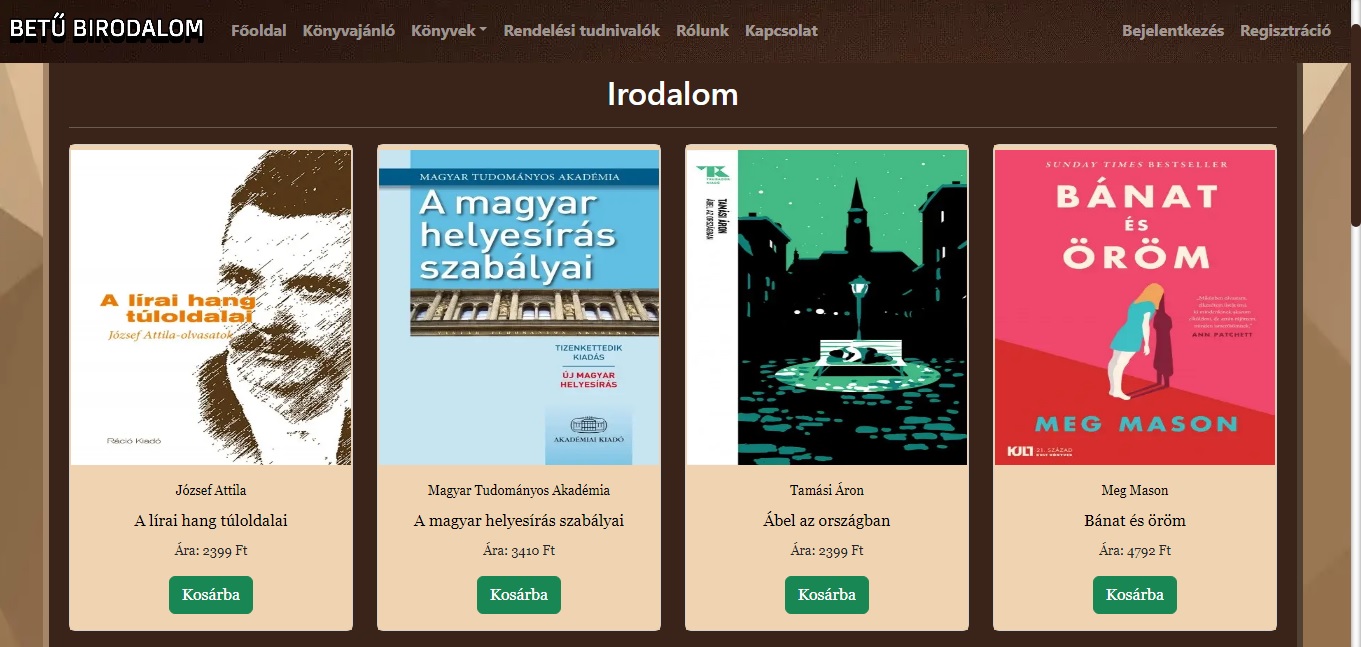 BETŰ BIRODALOM
Főoldal Könyvajánló Könyvek Rendelési tudnivalók Rólunk Kapcsolat Bejelentkezés Regisztráció
Irodalom
A lírai hang
túloldalai
József Attila-olvasatok
Ráció Kiadó
József Attila
A lírai hang túloldalai
Ára: 2399 Ft
Kosárba
MAGYAR TUDOMÁNYOS AKADÉMIA
A magyar
helyesírás
szabályai
TIZENKETTEDIK
KIADÁS
ÚJ MAGYAR
HELYESÍRÁS
AKADÉMIAI KIADÓ
Magyar Tudományos Akadémia
A magyar helyesírás szabályai
Ára: 3410 Ft
Kosárba
TAMÁSI ÁRON
ÁBEL AZ ORSZÁGBAN
Tamási Áron
Ábel az országban
Ára: 2399 Ft
Kosárba
SUNDAY TIMES BESTSELLER
BÁNAT
ÉS
ÖRÖM
ANN PATCHETT
MEG MASON
KULT 21. SZÁZAD
Meg Mason
Bánat és öröm
Ára: 4792 Ft
Kosárba